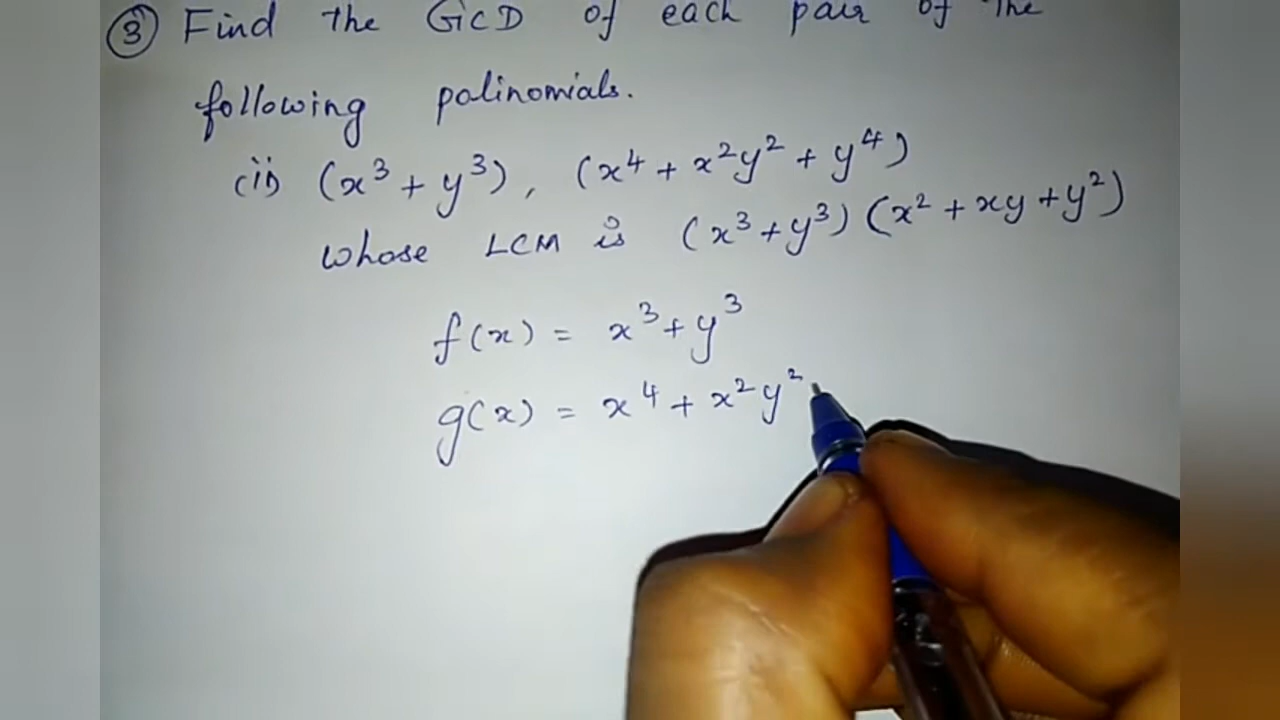 (3) Find the GCD of each pair of the
following polinomials.
(ii) (x³ + y³), (x⁴ + x²y² + y⁴)
whose LCM is (x³ + y³) (x² + xy + y²)
f(x) = x³ + y³
g(x) = x⁴ + x²y²